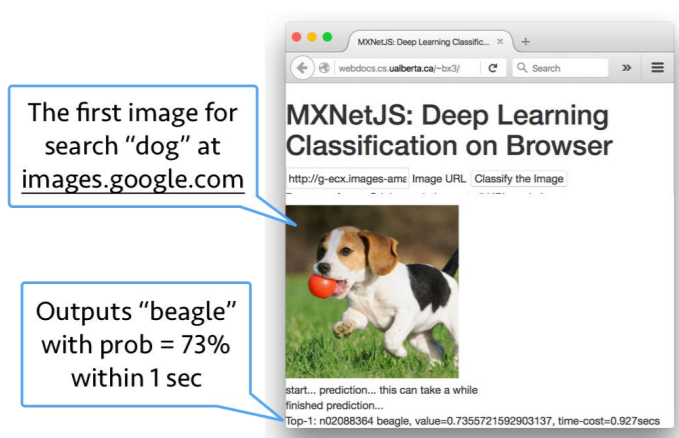 MXNetJS: Deep Learning Classific...
webdocs.cs.ualberta.ca/~bx3/
Search
MXNetJS: Deep Learning
Classification on Browser
http://g-ecx.images-ama
Image URL
Classify the Image
The first image for
search “dog” at
images.google.com
Outputs “beagle”
with prob = 73%
within 1 sec
start... prediction... this can take a while
finished prediction...
Top-1: n02088364 beagle, value=0.7355721592903137, time-cost=0.927secs